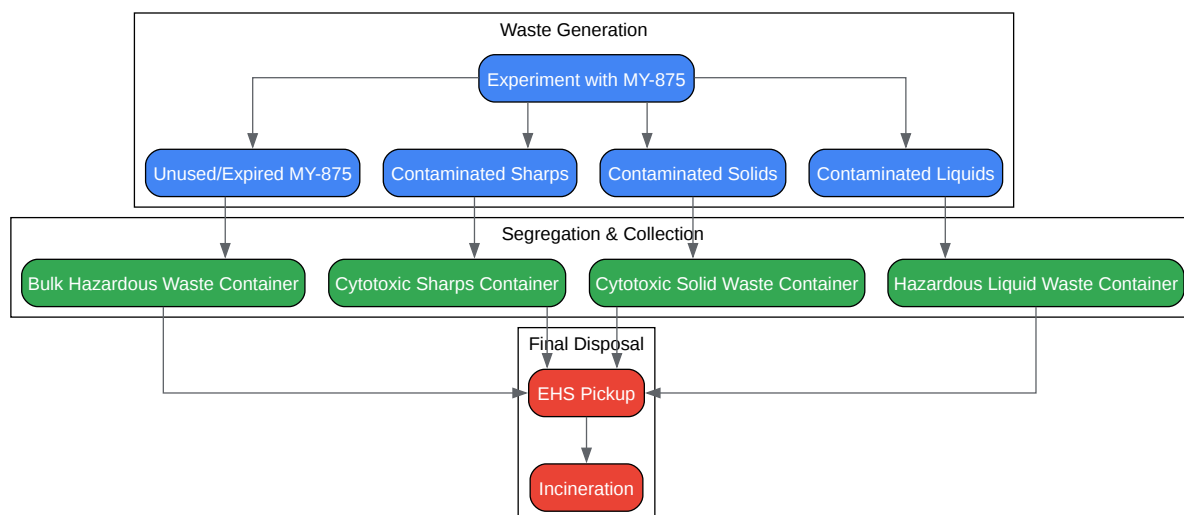 Waste Generation
Experiment with MY-875
Unused/Expired MY-875
Contaminated Sharps
Contaminated Solids
Contaminated Liquids
Segregation & Collection
Bulk Hazardous Waste Container
Cytotoxic Sharps Container
Cytotoxic Solid Waste Container
Hazardous Liquid Waste Container
Final Disposal
EHS Pickup
Incineration